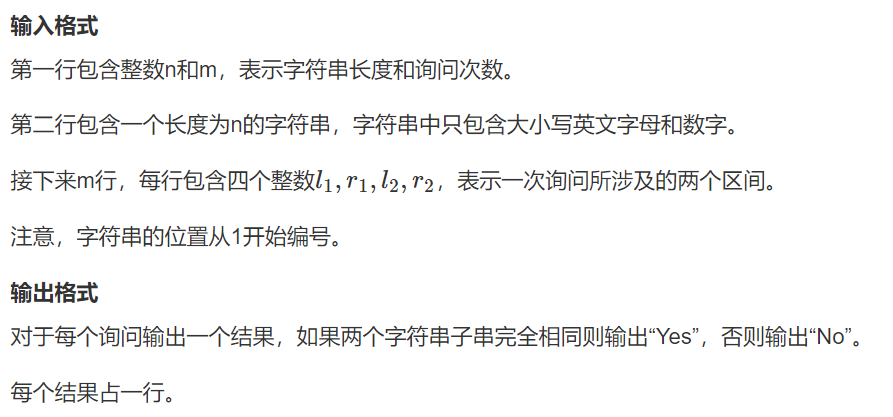 输入格式
第一行包含整数n和m，表示字符串长度和询问次数。
第二行包含一个长度为n的字符串，字符串中只包含大小写英文字母和数字。
接下来m行，每行包含四个整数l₁, r₁, l₂, r₂，表示一次询问所涉及的两个区间。
注意，字符串的位置从1开始编号。
输出格式
对于每个询问输出一个结果，如果两个字符串子串完全相同则输出“Yes”，否则输出“No”。
每个结果占一行。